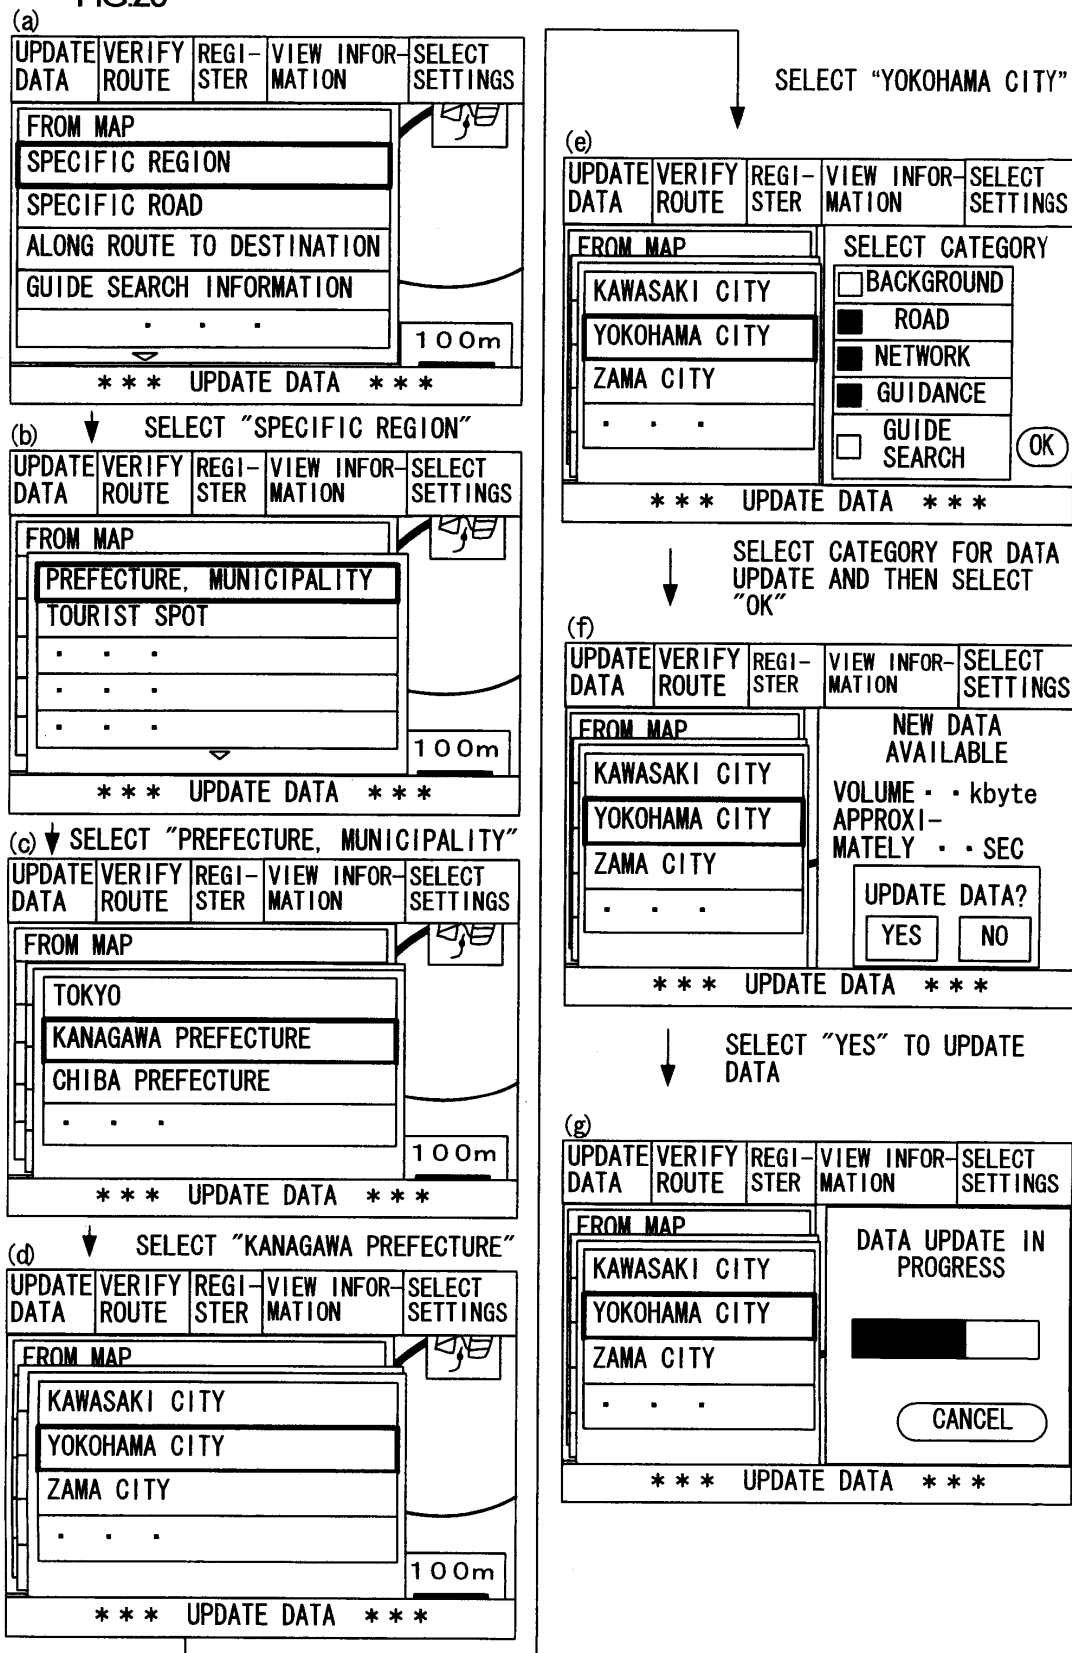 (a)
UPDATE DATA VERIFY ROUTE REGI-STER VIEW INFOR-MATION SELECT SETTINGS
FROM MAP
SPECIFIC REGION
SPECIFIC ROAD
ALONG ROUTE TO DESTINATION
GUIDE SEARCH INFORMATION
. . .
100m
*** UPDATE DATA ***
SELECT "SPECIFIC REGION"
(b)
UPDATE DATA VERIFY ROUTE REGI-STER VIEW INFOR-MATION SELECT SETTINGS
FROM MAP
PREFECTURE, MUNICIPALITY
TOURIST SPOT
. . .
. . .
. . .
100m
*** UPDATE DATA ***
SELECT "PREFECTURE, MUNICIPALITY"
(c)
UPDATE DATA VERIFY ROUTE REGI-STER VIEW INFOR-MATION SELECT SETTINGS
FROM MAP
TOKYO
KANAGAWA PREFECTURE
CHIBA PREFECTURE
. . .
100m
*** UPDATE DATA ***
SELECT "KANAGAWA PREFECTURE"
(d)
UPDATE DATA VERIFY ROUTE REGI-STER VIEW INFOR-MATION SELECT SETTINGS
FROM MAP
KAWASAKI CITY
YOKOHAMA CITY
ZAMA CITY
. . .
100m
*** UPDATE DATA ***
SELECT "YOKOHAMA CITY"
(e)
UPDATE DATA VERIFY ROUTE REGI-STER VIEW INFOR-MATION SELECT SETTINGS
FROM MAP
KAWASAKI CITY
YOKOHAMA CITY
ZAMA CITY
. . .
SELECT CATEGORY
BACKGROUND
ROAD
NETWORK
GUIDANCE
GUIDE
SEARCH
OK
*** UPDATE DATA ***
SELECT CATEGORY FOR DATA
UPDATE AND THEN SELECT
"OK"
(f)
UPDATE DATA VERIFY ROUTE REGI-STER VIEW INFOR-MATION SELECT SETTINGS
FROM MAP
KAWASAKI CITY
YOKOHAMA CITY
ZAMA CITY
. . .
NEW DATA
AVAILABLE
VOLUME · · kbyte
APPROXI-
MATELY · · SEC
UPDATE DATA?
YES NO
*** UPDATE DATA ***
SELECT "YES" TO UPDATE
DATA
(g)
UPDATE DATA VERIFY ROUTE REGI-STER VIEW INFOR-MATION SELECT SETTINGS
FROM MAP
KAWASAKI CITY
YOKOHAMA CITY
ZAMA CITY
. . .
DATA UPDATE IN
PROGRESS
CANCEL
*** UPDATE DATA ***